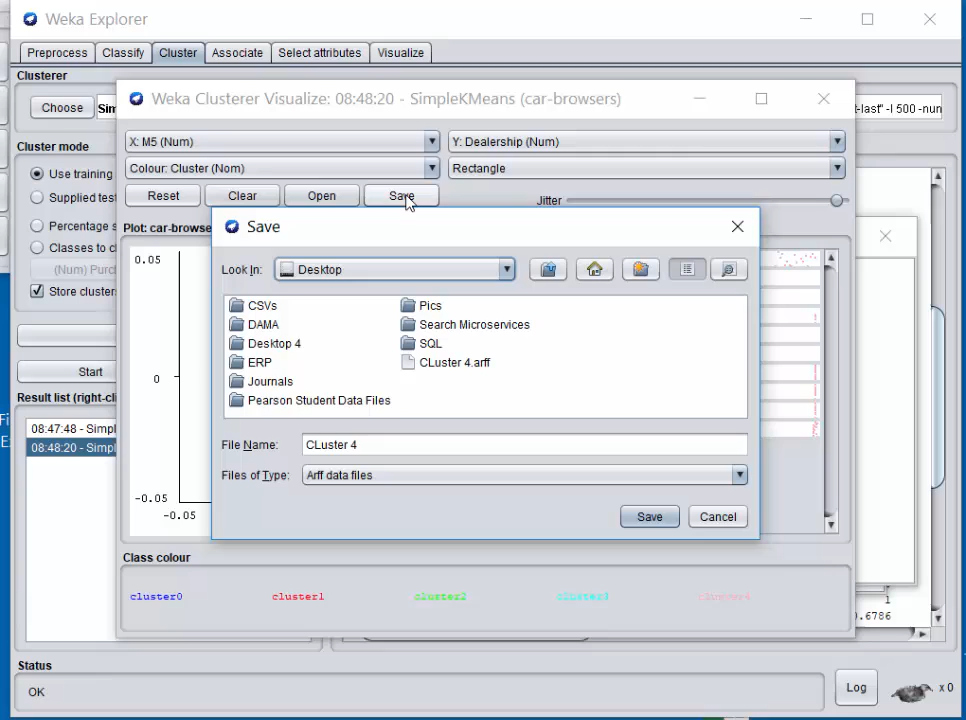 Weka Explorer
Preprocess Classify Cluster Associate Select attributes Visualize
Clusterer
Choose
Weka Clusterer Visualize: 08:48:20 - SimpleKMeans (car-browsers)
t-last" -I 500
X: M5 (Num) Y: Dealership (Num)
Cluster mode
Colour: Cluster (Nom) Rectangle
Use training
Reset Clear Open Save
Supplied test
Jitter
Percentage s
Plot: car-browse
Save
Classes to cl
(Num) Purc
0.05
Look In: Desktop
Store cluster
CSVs Pics
DAMA Search Microservices
Desktop 4 SQL
ERP CLuster 4.arff
Start
0
Journals
Result list (right-cli
Pearson Student Data Files
08:47:48 - Simpl
08:48:20 - Simpl
File Name: CLuster 4
Files of Type: Arff data files
-0.05
-0.05
Save Cancel
Class colour
cluster0 cluster1 cluster2 cluster3 cluster4
1
.6786
Status
OK
Log
x 0